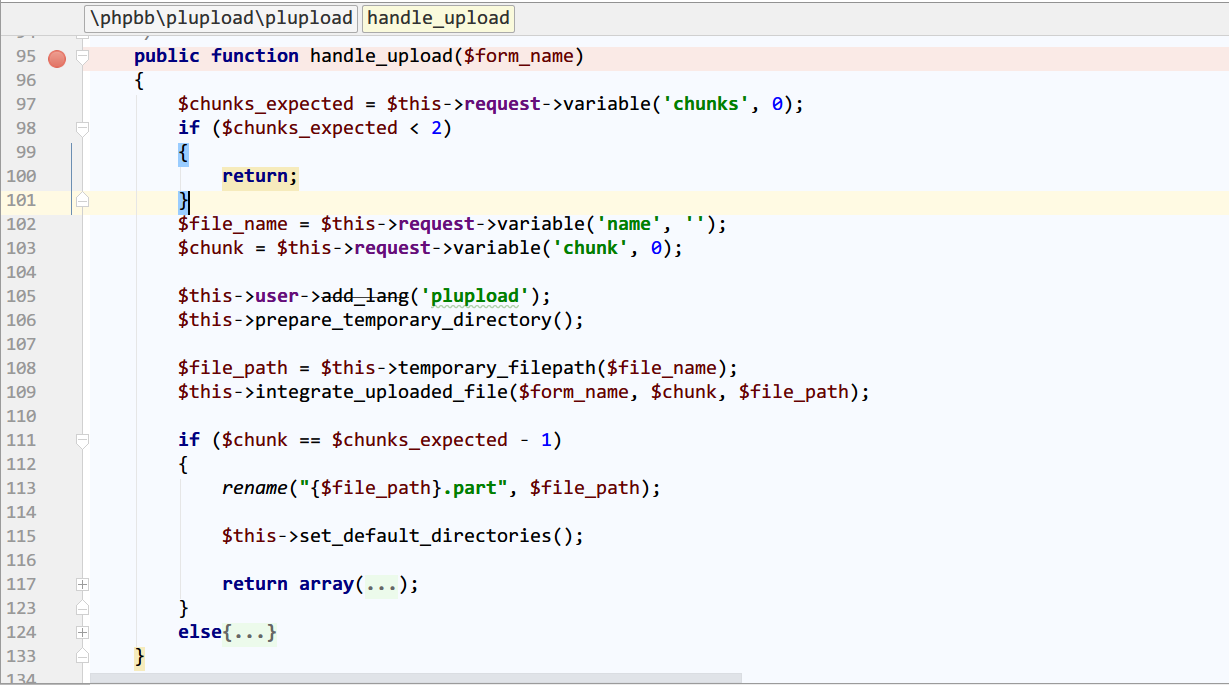 \phpbb\plupload\plupload handle_upload
95 public function handle_upload($form_name)
96 {
97 $chunks_expected = $this->request->variable('chunks', 0);
98 if ($chunks_expected < 2)
99 {
100 return;
101 }
102 $file_name = $this->request->variable('name', '');
103 $chunk = $this->request->variable('chunk', 0);
104
105 $this->user->add_lang('plupload');
106 $this->prepare_temporary_directory();
107
108 $file_path = $this->temporary_filepath($file_name);
109 $this->integrate_uploaded_file($form_name, $chunk, $file_path);
110
111 if ($chunk == $chunks_expected - 1)
112 {
113 rename("{$file_path}.part", $file_path);
114
115 $this->set_default_directories();
116
117 return array(...);
123 }
124 else{...}
133 }
134